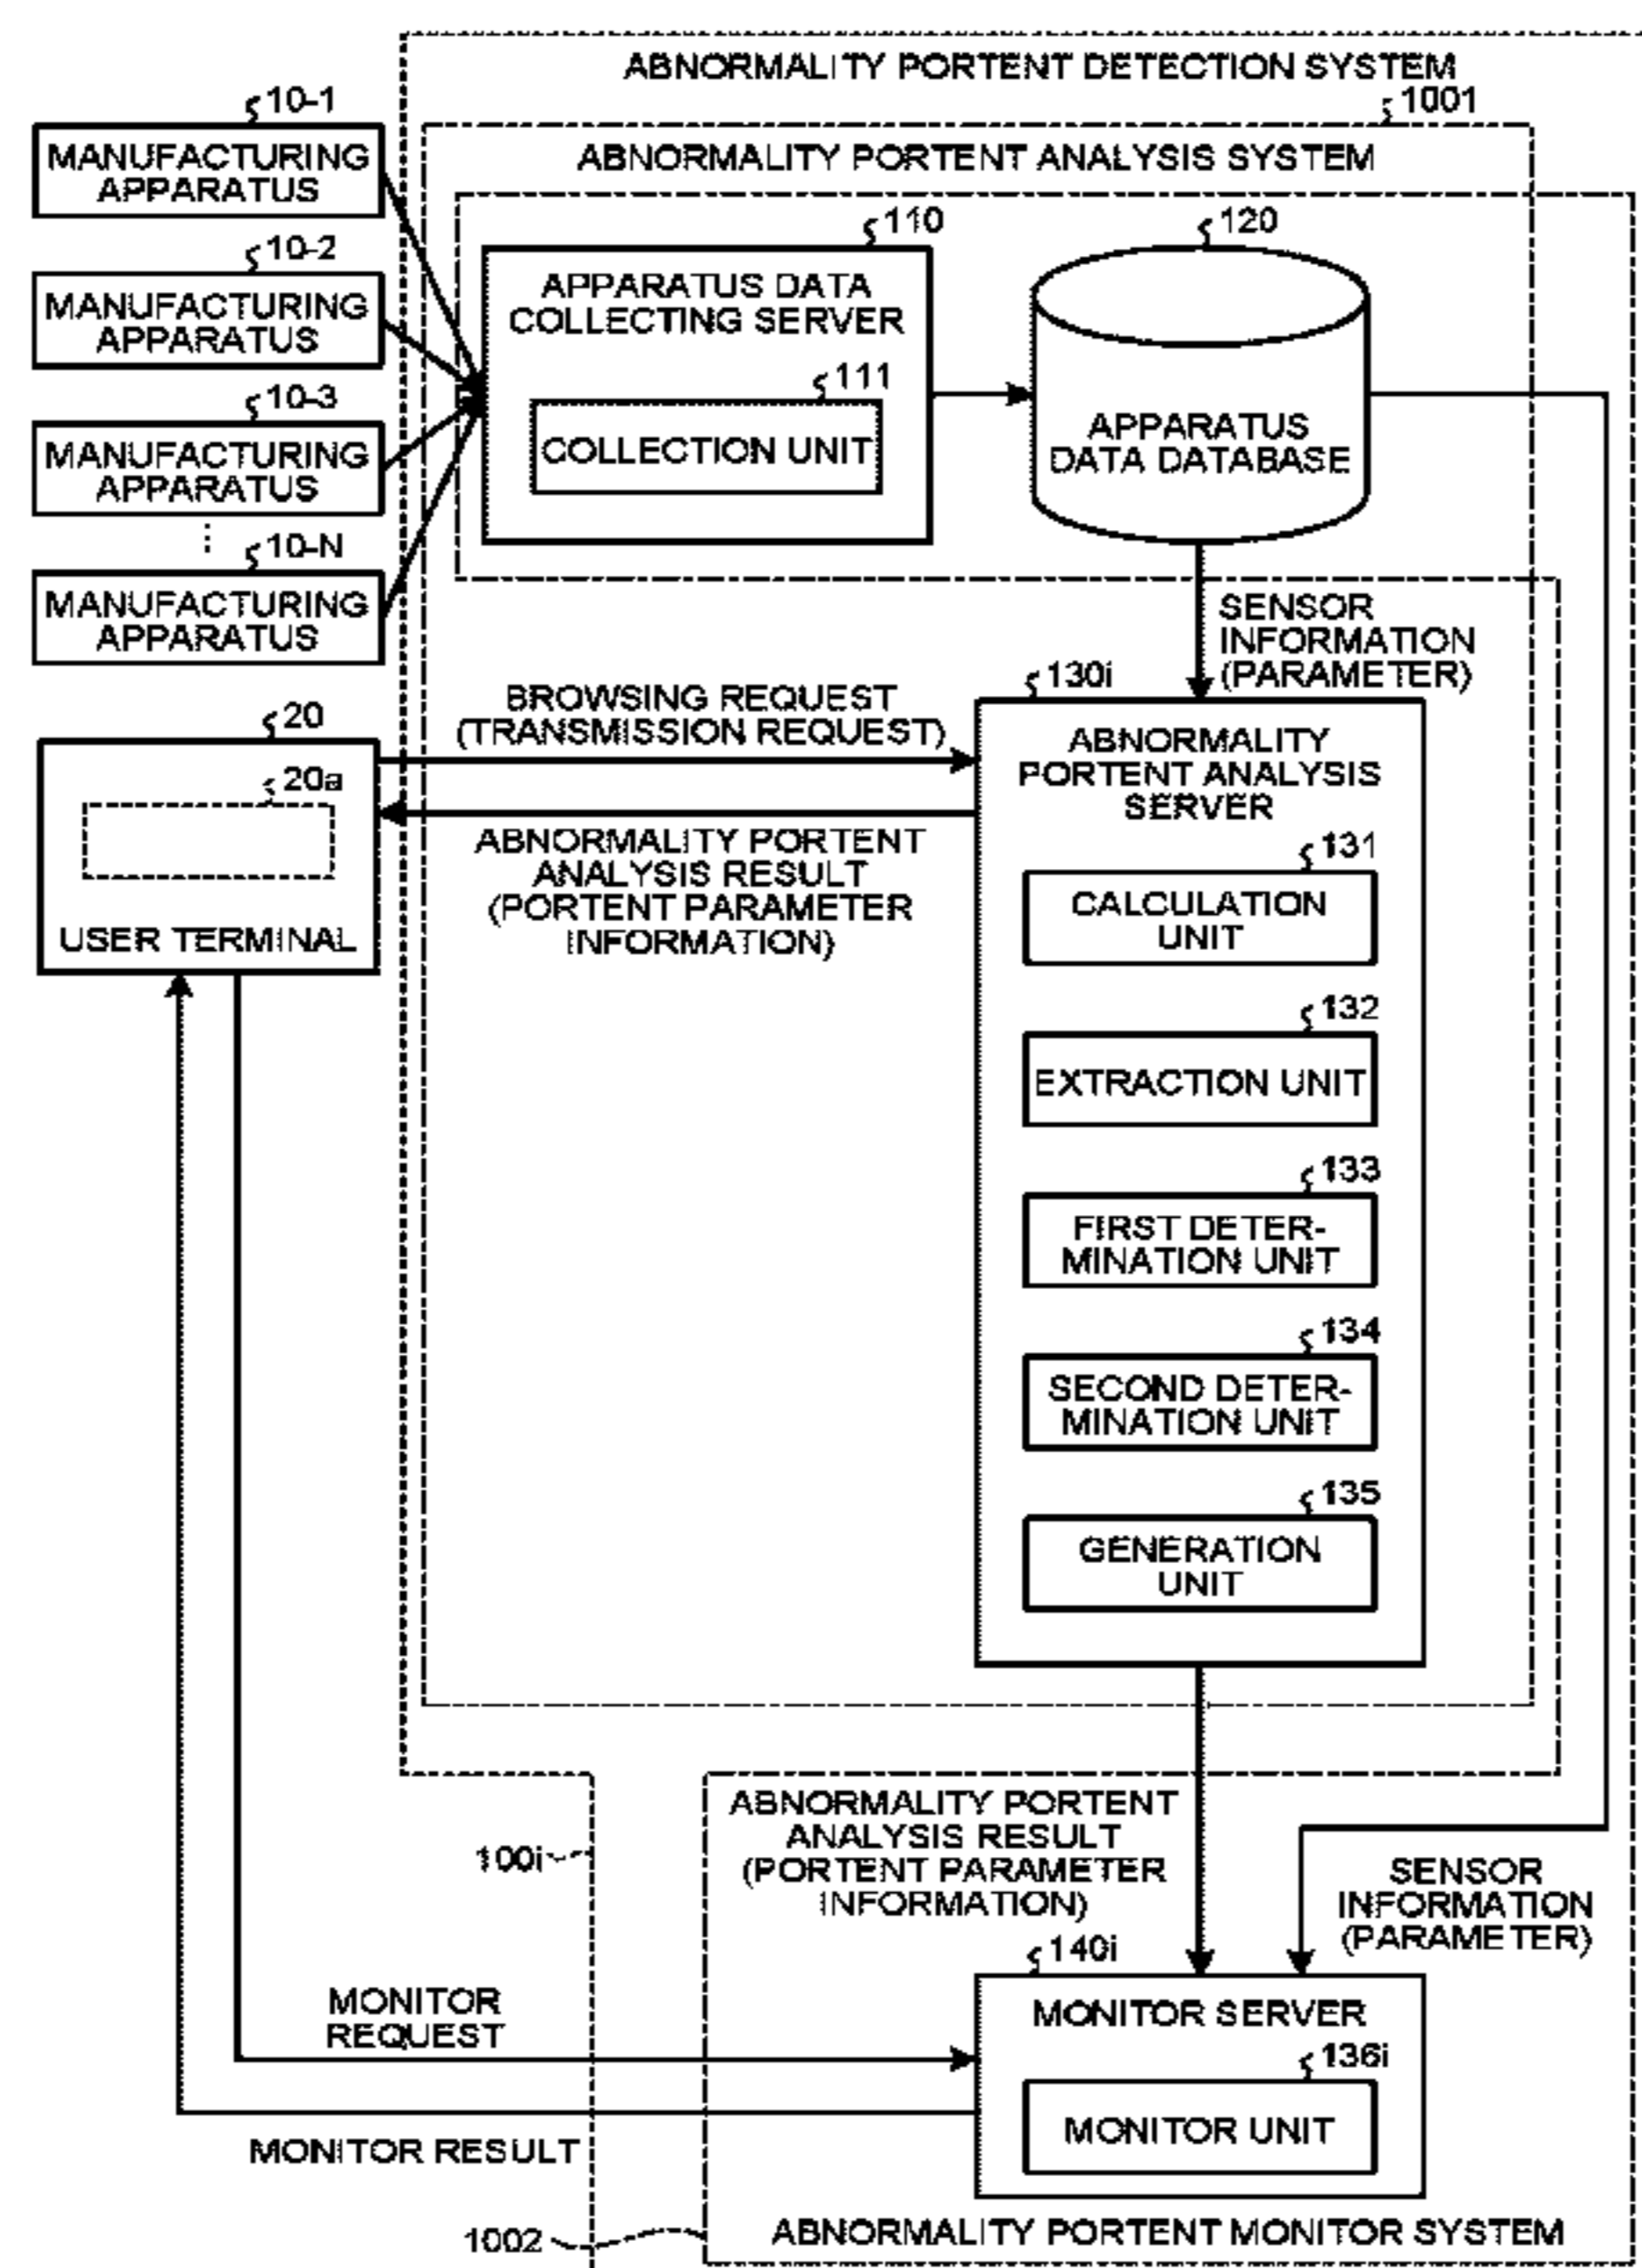 ABNORMALITY PORTENT DETECTION SYSTEM
1001
ABNORMALITY PORTENT ANALYSIS SYSTEM
10-1
MANUFACTURING
APPARATUS
10-2
MANUFACTURING
APPARATUS
10-3
MANUFACTURING
APPARATUS
10-N
MANUFACTURING
APPARATUS
110
APPARATUS DATA
COLLECTING SERVER
111
COLLECTION UNIT
120
APPARATUS
DATA DATABASE
SENSOR
INFORMATION
(PARAMETER)
BROWSING REQUEST
(TRANSMISSION REQUEST)
20
20a
USER TERMINAL
ABNORMALITY PORTENT
ANALYSIS RESULT
(PORTENT PARAMETER
INFORMATION)
130i
ABNORMALITY
PORTENT ANALYSIS
SERVER
131
CALCULATION
UNIT
132
EXTRACTION UNIT
133
FIRST DETER-
MINATION UNIT
134
SECOND DETER-
MINATION UNIT
135
GENERATION
UNIT
100i
ABNORMALITY PORTENT
ANALYSIS RESULT
(PORTENT PARAMETER
INFORMATION)
SENSOR
INFORMATION
(PARAMETER)
140i
MONITOR SERVER
136i
MONITOR UNIT
MONITOR
REQUEST
MONITOR RESULT
1002
ABNORMALITY PORTENT MONITOR SYSTEM